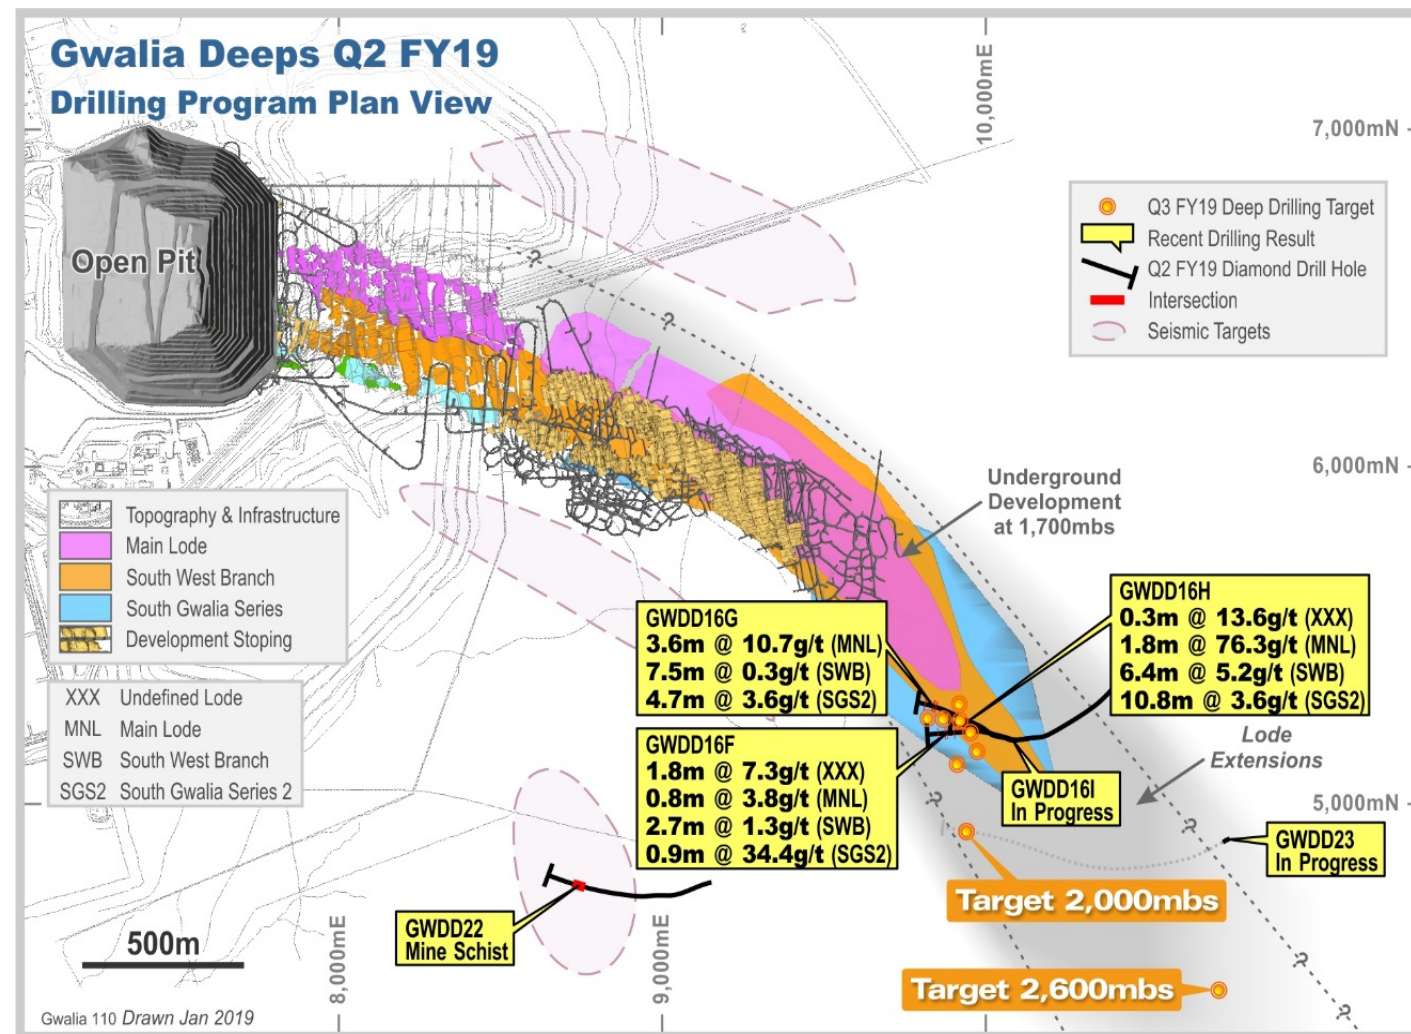 Gwalia Deeps Q2 FY19
Drilling Program Plan View
10,000mE
7,000mN
Q3 FY19 Deep Drilling Target
Recent Drilling Result
Q2 FY19 Diamond Drill Hole
Intersection
Seismic Targets
Open Pit
?
?
6,000mN
Underground
Development
at 1,700mbs
Topography & Infrastructure
Main Lode
South West Branch
South Gwalia Series
Development Stoping
XXX Undefined Lode
MNL Main Lode
SWB South West Branch
SGS2 South Gwalia Series 2
GWDD16G
3.6m @ 10.7g/t (MNL)
7.5m @ 0.3g/t (SWB)
4.7m @ 3.6g/t (SGS2)
GWDD16H
0.3m @ 13.6g/t (XXX)
1.8m @ 76.3g/t (MNL)
6.4m @ 5.2g/t (SWB)
10.8m @ 3.6g/t (SGS2)
GWDD16F
1.8m @ 7.3g/t (XXX)
0.8m @ 3.8g/t (MNL)
2.7m @ 1.3g/t (SWB)
0.9m @ 34.4g/t (SGS2)
Lode
Extensions
GWDD16I
In Progress
5,000mN
?
?
GWDD23
In Progress
Target 2,000mbs
GWDD22
Mine Schist
500m
8,000mE
9,000mE
?
Target 2,600mbs
?
Gwalia 110 Drawn Jan 2019